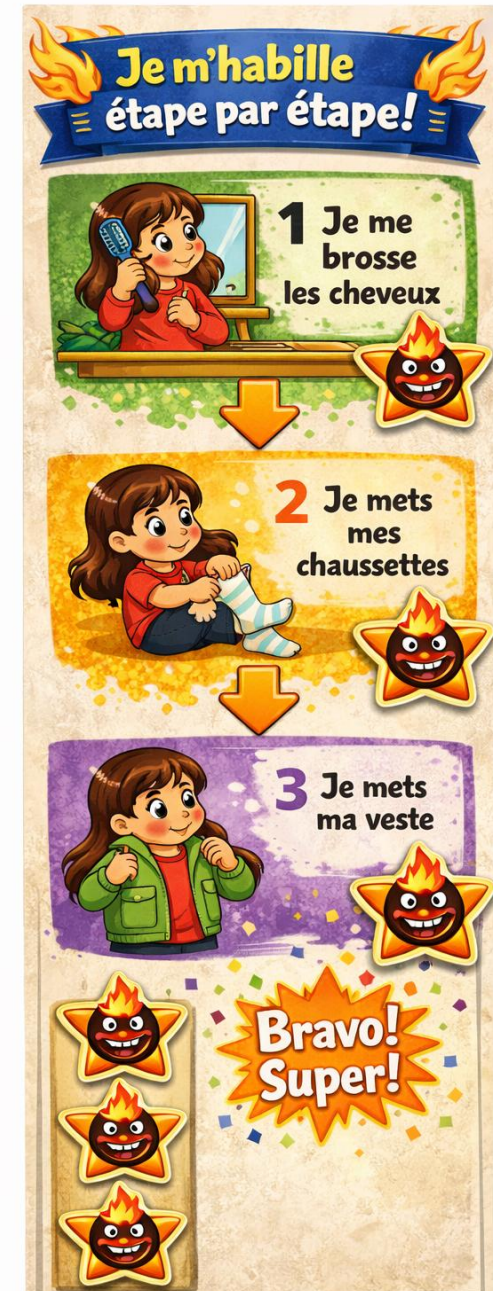 Je m'habille
étape par étape!
1 Je me
brosse
les cheveux
2 Je mets
mes
chaussettes
3 Je mets
ma veste
Bravo!
Super!